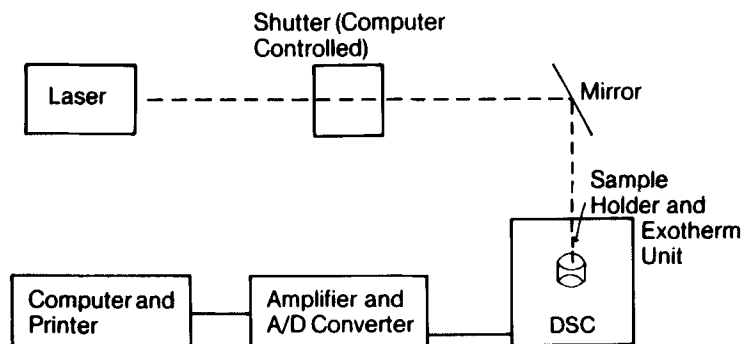 Shutter (Computer
Controlled)
Laser
Mirror
Sample
Holder and
Exotherm
Unit
Computer and
Printer
Amplifier and
A/D Converter
DSC